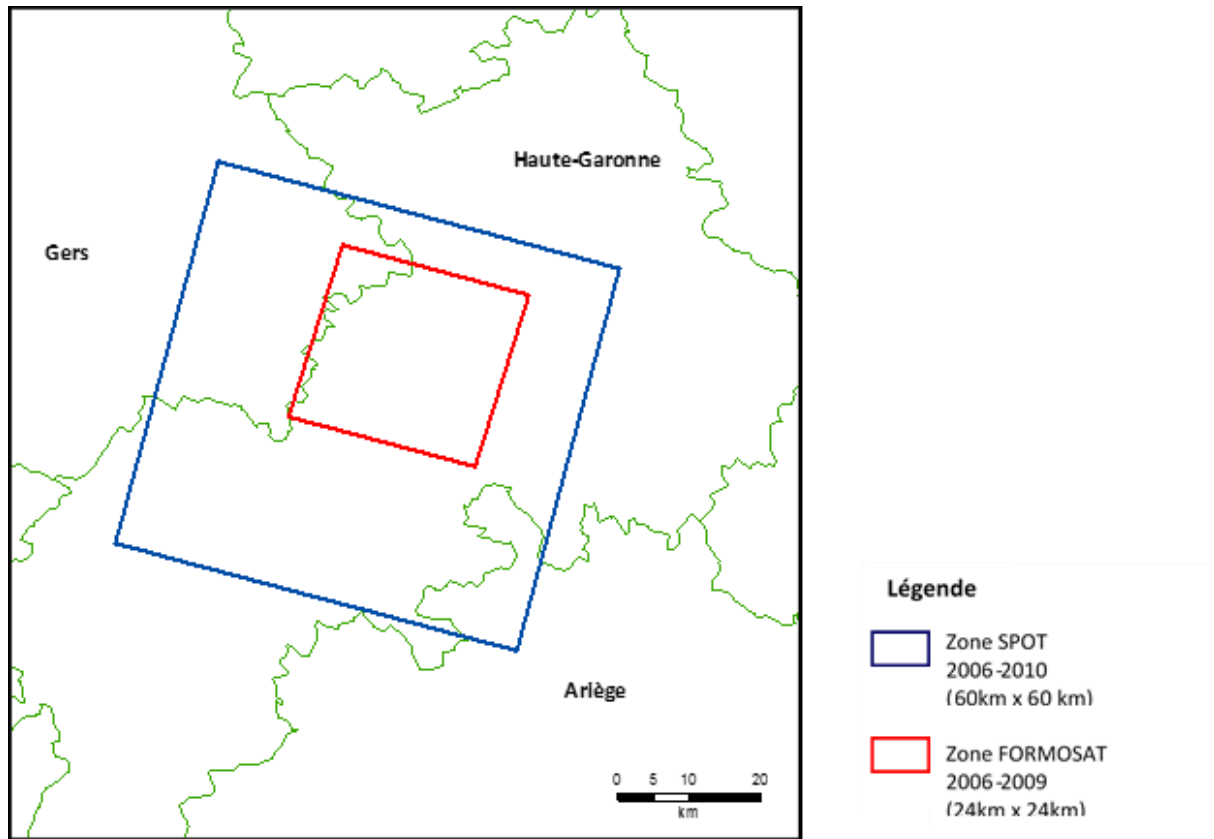 Haute-Garonne
Gers
Ariège
0 5 10 20
km
Légende
Zone SPOT
2006-2010
(60km x 60 km)
Zone FORMOSAT
2006-2009
(24km x 24km)